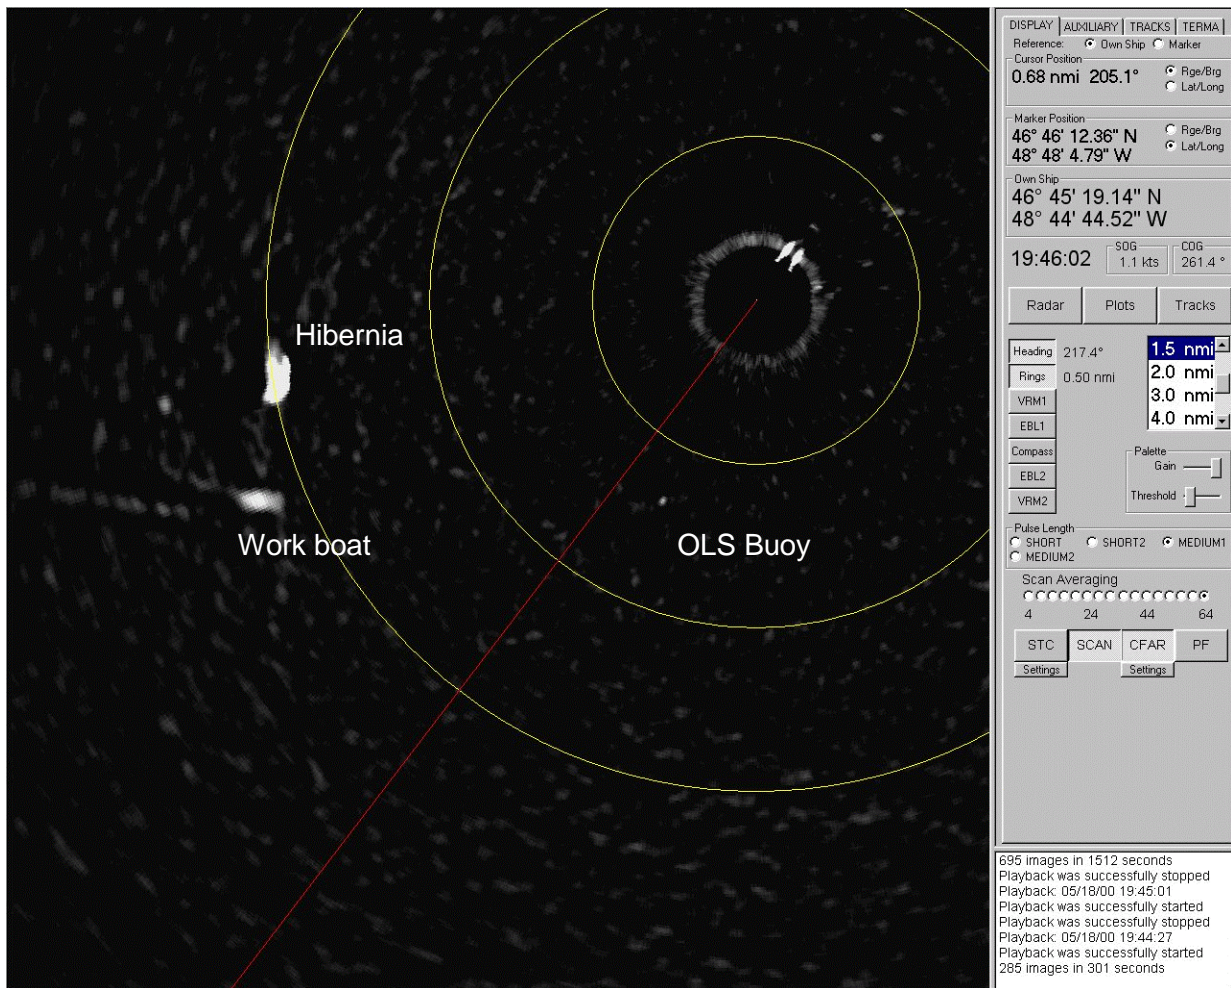 Hibernia
Work boat
OLS Buoy
DISPLAY AUXILIARY TRACKS TERMA
Reference: Own Ship Marker
Cursor Position
0.68 nmi 205.1° Rge/Brg
Lat/Long
Marker Position
46° 46' 12.36" N Rge/Brg
48° 48' 4.79" W Lat/Long
Own Ship
46° 45' 19.14" N
48° 44' 44.52" W
19:46:02 SOG 1.1 kts COG 261.4 °
Radar Plots Tracks
Heading 217.4° 1.5 nmi
Rings 0.50 nmi 2.0 nmi
VRM1 3.0 nmi
EBL1 4.0 nmi
Compass Palette
EBL2 Gain
VRM2 Threshold
Pulse Length
SHORT SHORT2 MEDIUM1
MEDIUM2
Scan Averaging
4 24 44 64
STC SCAN CFAR PF
Settings Settings
695 images in 1512 seconds
Playback was successfully stopped
Playback: 05/18/00 19:45:01
Playback was successfully started
Playback was successfully stopped
Playback: 05/18/00 19:44:27
Playback was successfully started
285 images in 301 seconds